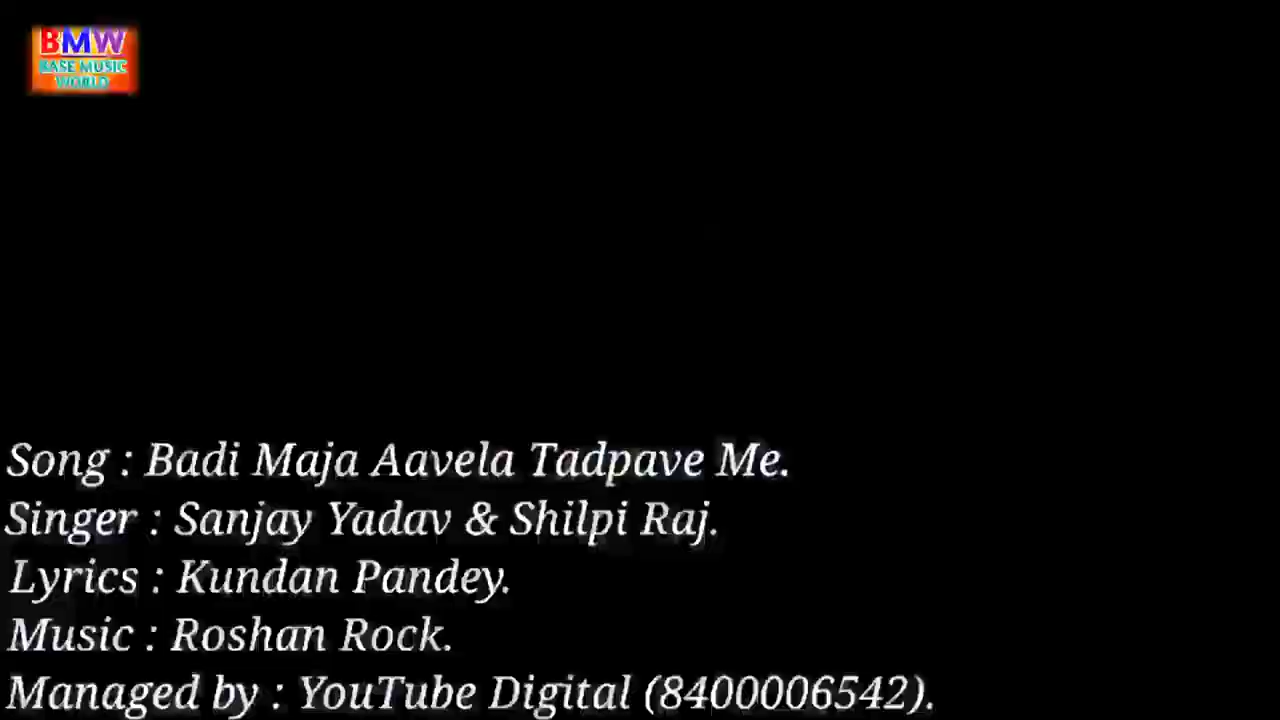 BMW
BASE MUSIC
WORLD
Song : Badi Maja Aavela Tadpave Me.
Singer : Sanjay Yadav & Shilpi Raj.
Lyrics : Kundan Pandey.
Music : Roshan Rock.
Managed by : YouTube Digital (8400006542).